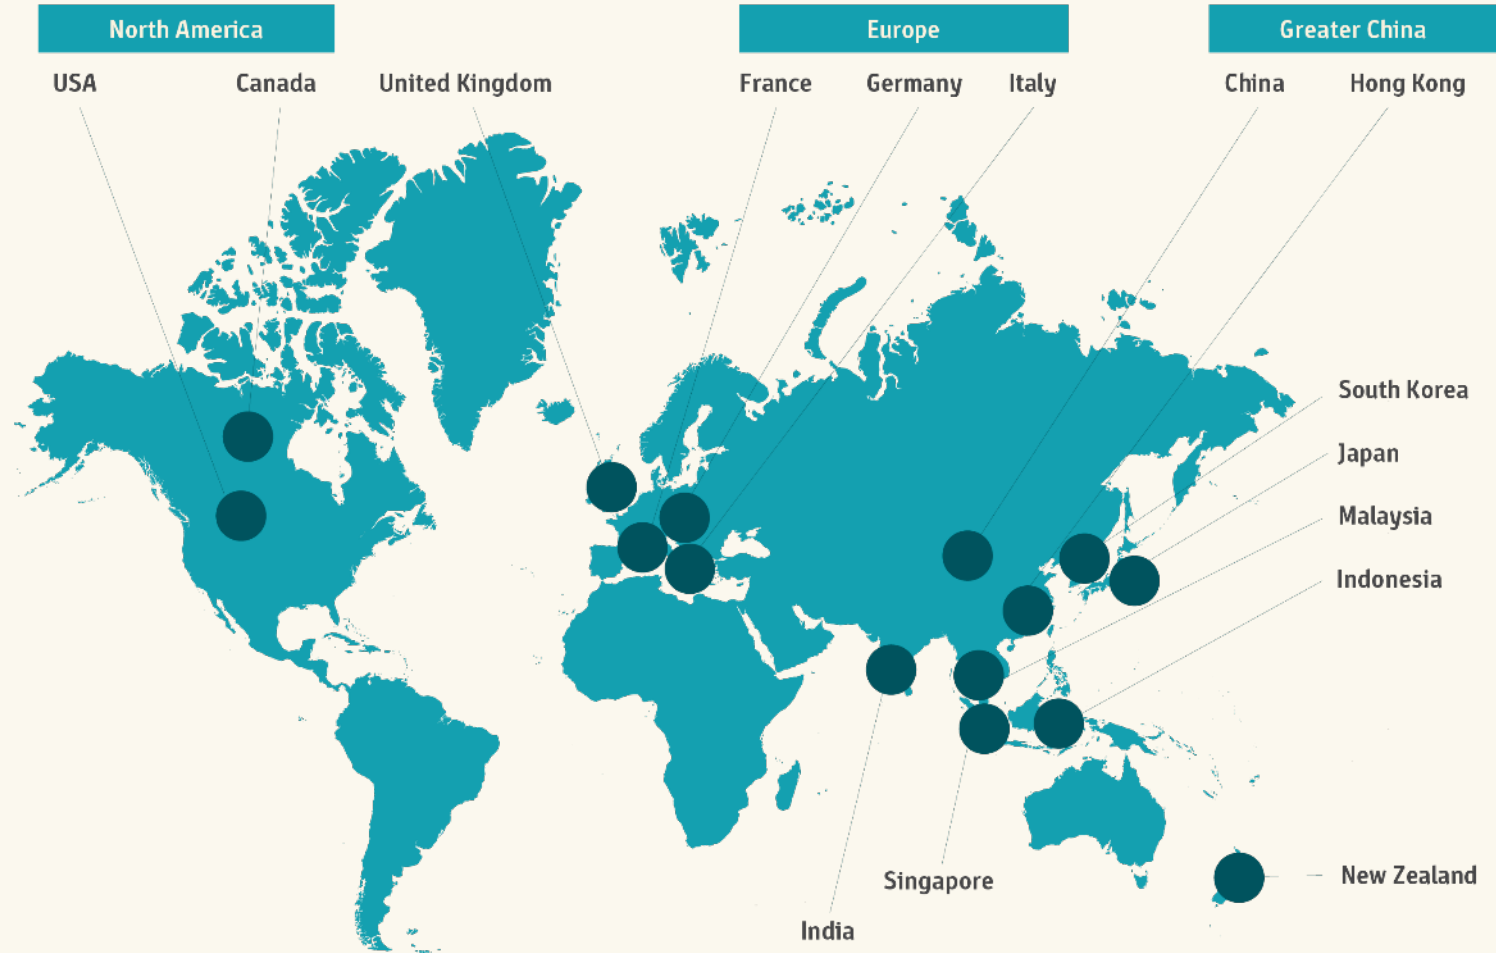 North America
Europe
Greater China
USA
Canada
United Kingdom
France
Germany
Italy
China
Hong Kong
South Korea
Japan
Malaysia
Indonesia
New Zealand
Singapore
India